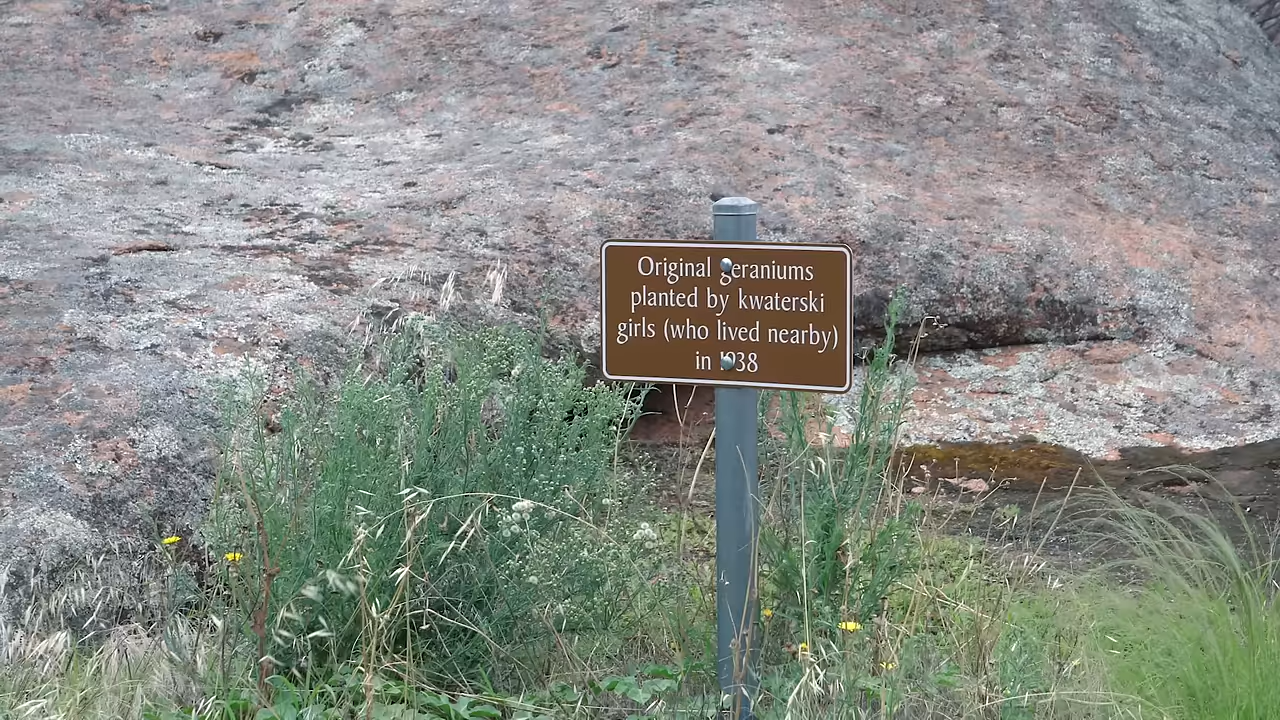 Original geraniums
planted by kwaterski
girls (who lived nearby)
in 1938